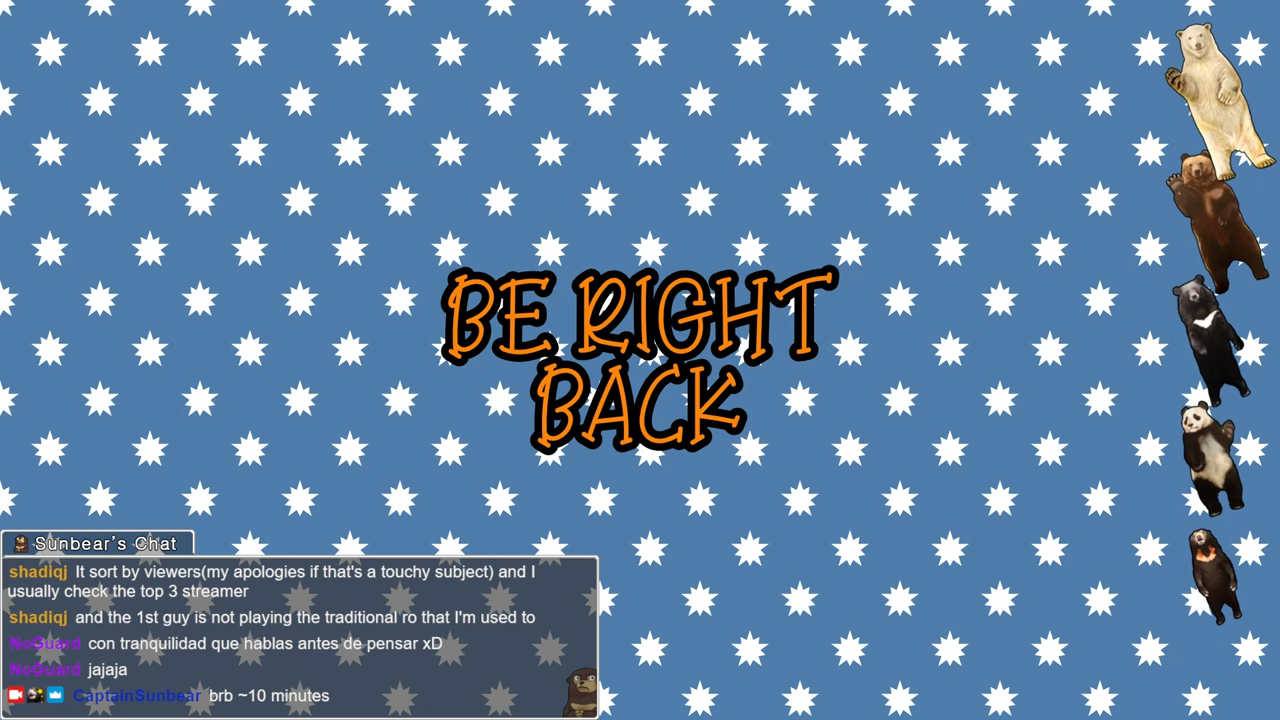 BE RIGHT
BACK
Sunbear's Chat
shadiqj It sort by viewers(my apologies if that's a touchy subject) and I
usually check the top 3 streamer
shadiqj and the 1st guy is not playing the traditional ro that I'm used to
NoGuard con tranquilidad que hablas antes de pensar xD
NoGuard jajaja
CaptainSunbear brb ~10 minutes